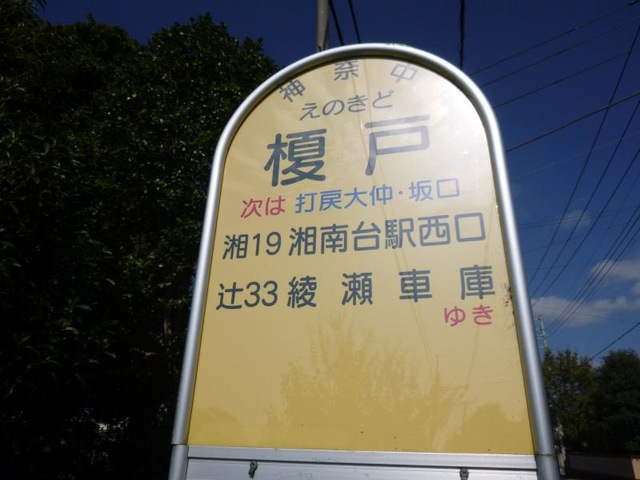 神奈中
えのきど
榎戸
次は 打戻大仲・坂口
湘19 湘南台駅西口
辻33 綾瀬車庫
ゆき